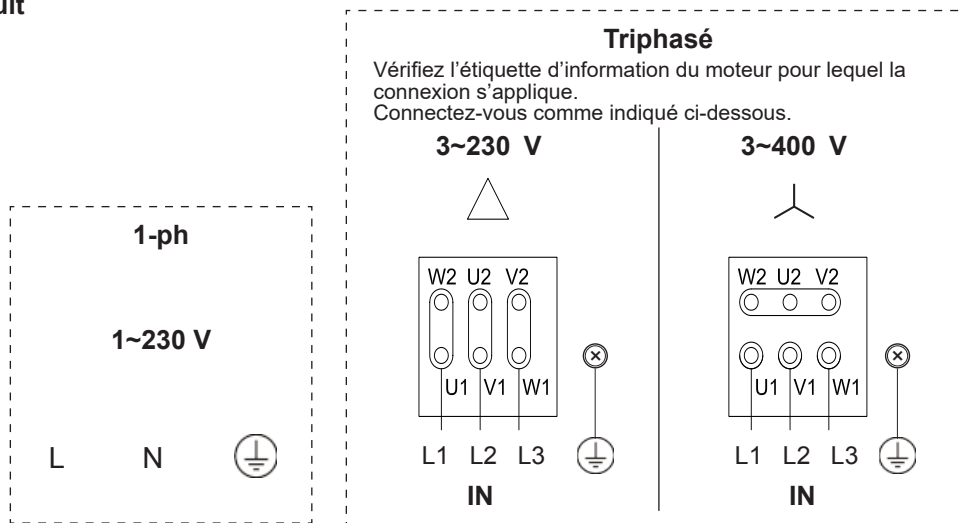 Triphasé
Vérifiez l’étiquette d’information du moteur pour lequel la
connexion s’applique.
Connectez-vous comme indiqué ci-dessous.
3~230 V
3~400 V
1-ph
1~230 V
L N
W2 U2 V2
U1 V1 W1
L1 L2 L3
IN
W2 U2 V2
U1 V1 W1
L1 L2 L3
IN